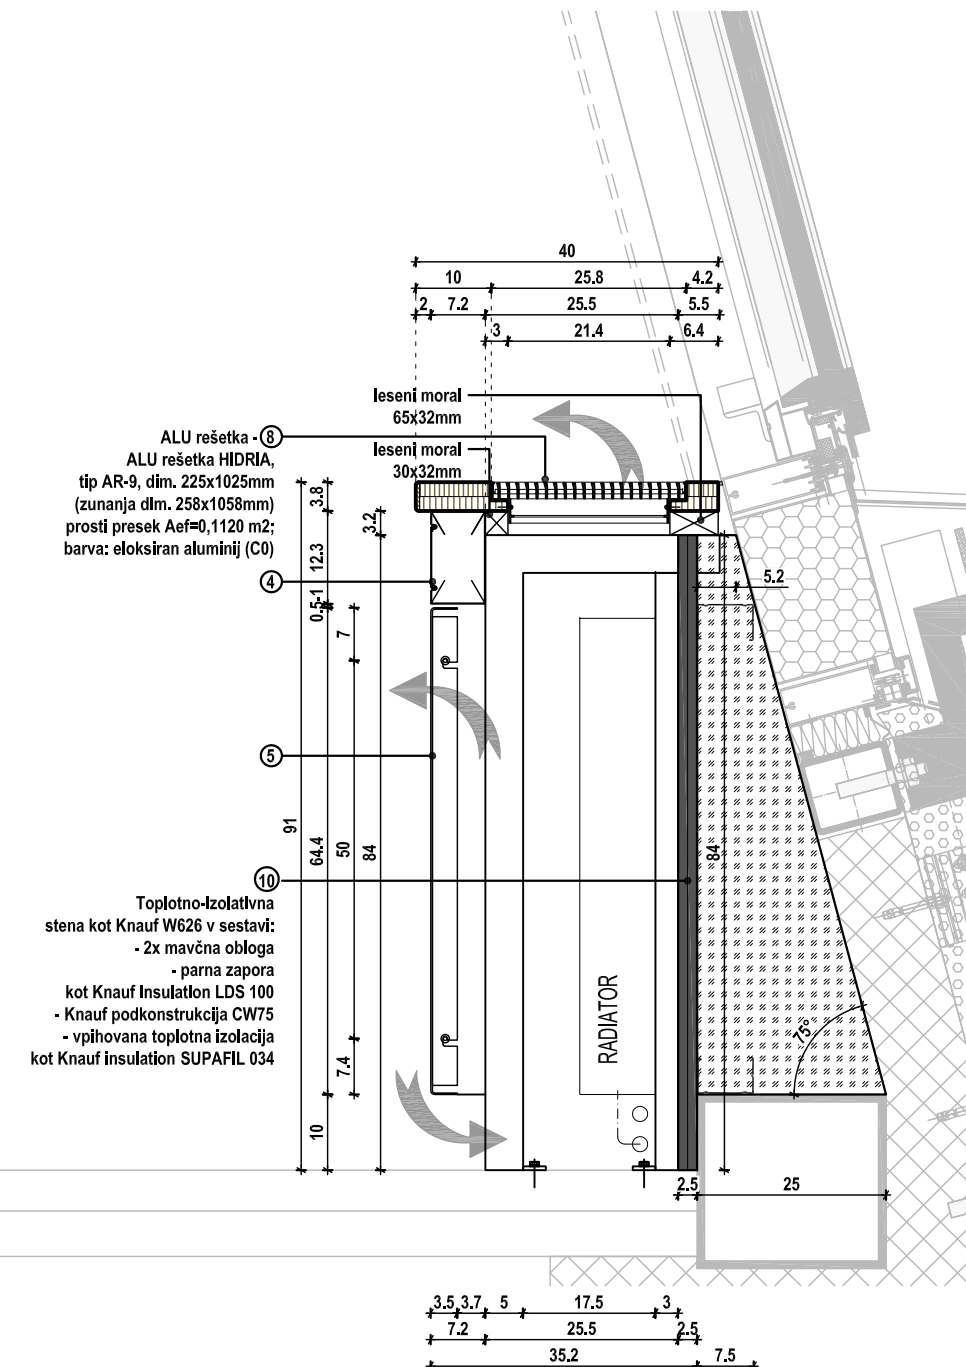 40
10 25.8 4.2
2 7.2 25.5 5.5
3 21.4 6.4
leseni moral
65x32mm
ALU rešetka - 8
ALU rešetka HIDRIA,
tip AR-9, dim. 225x1025mm
(zunanja dim. 258x1058mm)
prosti presek Aef=0,1120 m2;
barva: eloksiran aluminij (C0)
leseni moral
30x32mm
3.8
3.2
12.3
4
0.5-1
5.2
7
5
91
64.4
50
84
84
10
Toplotno-izolativna
stena kot Knauf W626 v sestavi:
- 2x mavčna obloga
- parna zapora
kot Knauf Insulation LDS 100
- Knauf podkonstrukcija CW75
- vpihovana toplotna izolacija
kot Knauf insulation SUPAFIL 034
RADIATOR
75°
7.4
10
2.5 25
3.5 3.7 5 17.5 3
7.2 25.5 2.5
35.2 7.5